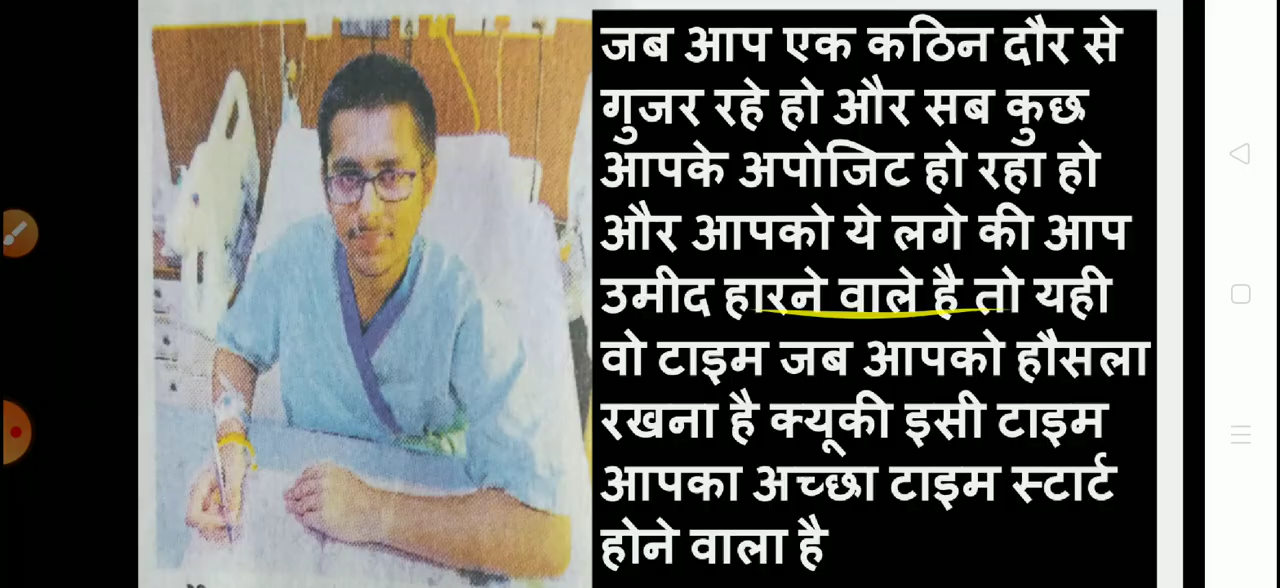 जब आप एक कठिन दौर से
गुजर रहे हो और सब कुछ
आपके अपोजिट हो रहा हो
और आपको ये लगे की आप
उमीद हारने वाले है तो यही
वो टाइम जब आपको हौसला
रखना है क्यूकी इसी टाइम
आपका अच्छा टाइम स्टार्ट
होने वाला है